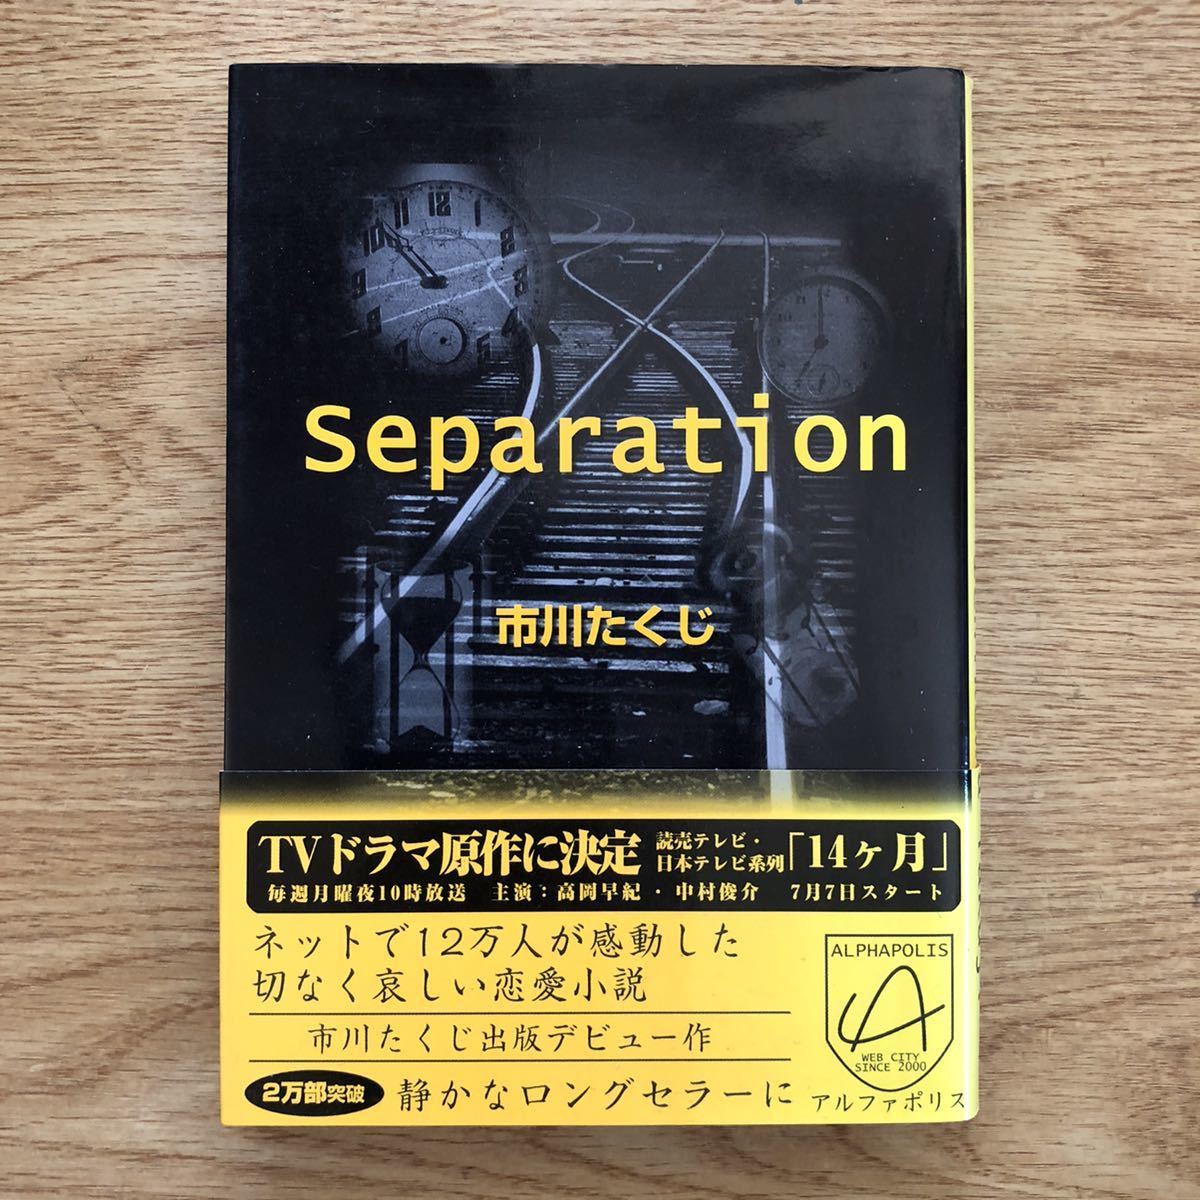 Separation
市川たくじ
TVドラマ原作に決定 読売テレビ・日本テレビ系列「14ヶ月」
毎週月曜夜10時放送 主演：高岡早紀・中村俊介 7月7日スタート
ネットで12万人が感動した
切なく哀しい恋愛小説
市川たくじ出版デビュー作
2万部突破 静かなロングセラーに
ALPHAPOLIS
WEB CITY
SINCE 2000
アルファポリス